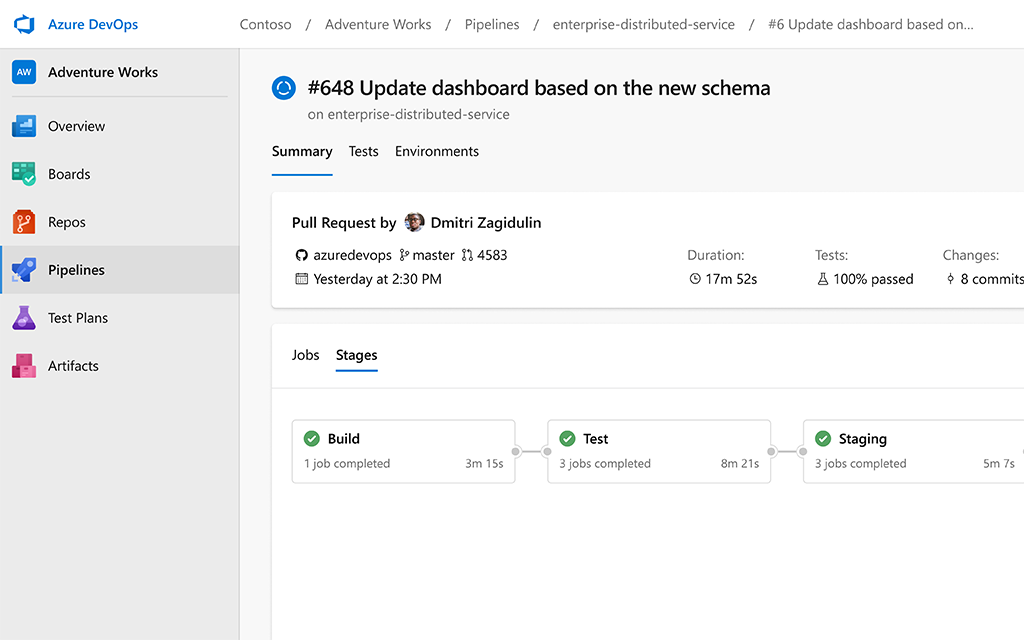 Azure DevOps
Contoso / Adventure Works / Pipelines / enterprise-distributed-service / #6 Update dashboard based on...
AW Adventure Works
Overview
Boards
Repos
Pipelines
Test Plans
Artifacts
#648 Update dashboard based on the new schema
on enterprise-distributed-service
Summary Tests Environments
Pull Request by Dmitri Zagidulin
azuredevops master 4583
Yesterday at 2:30 PM
Duration:
17m 52s
Tests:
100% passed
Changes:
8 commits
Jobs Stages
Build
1 job completed 3m 15s
Test
3 jobs completed 8m 21s
Staging
3 jobs completed 5m 7s